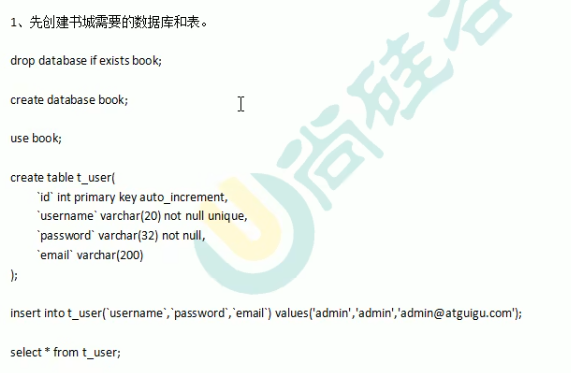 1、先创建书城需要的数据库和表。
drop database if exists book;
create database book;
use book;
create table t_user(
`id` int primary key auto_increment,
`username` varchar(20) not null unique,
`password` varchar(32) not null,
`email` varchar(200)
);
insert into t_user(`username`,`password`,`email`) values('admin','admin','admin@atguigu.com');
select * from t_user;
尚硅谷